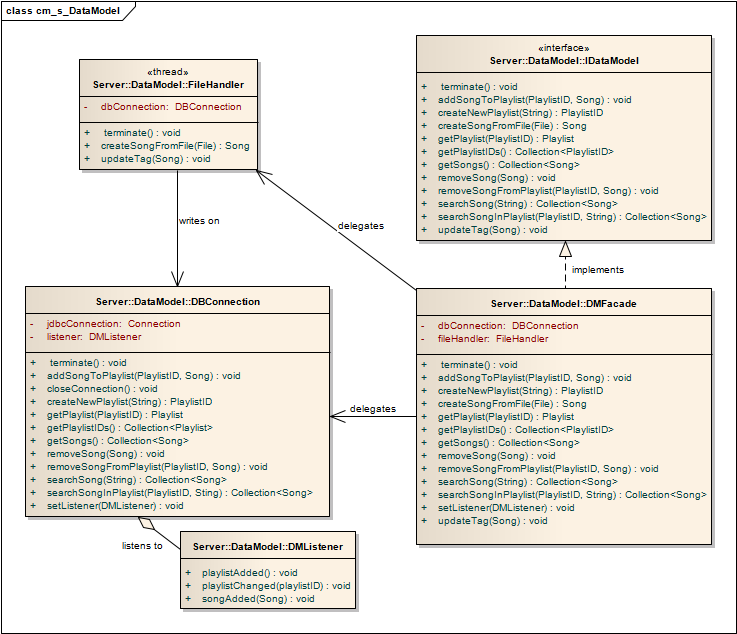 class cm_s_DataModel
«thread»
Server::DataModel::FileHandler
- dbConnection: DBConnection
+ terminate() : void
+ createSongFromFile(File) : Song
+ updateTag(Song) : void
«interface»
Server::DataModel::IDataModel
+ terminate() : void
+ addSongToPlaylist(PlaylistID, Song) : void
+ createNewPlaylist(String) : PlaylistID
+ createSongFromFile(File) : Song
+ getPlaylist(PlaylistID) : Playlist
+ getPlaylistIDs() : Collection<PlaylistID>
+ getSongs() : Collection<Song>
+ removeSong(Song) : void
+ removeSongFromPlaylist(PlaylistID, Song) : void
+ searchSong(String) : Collection<Song>
+ searchSongInPlaylist(PlaylistID, String) : Collection<Song>
+ updateTag(Song) : void
writes on
delegates
implements
Server::DataModel::DBConnection
- jdbcConnection: Connection
- listener: DMListener
+ terminate() : void
+ addSongToPlaylist(PlaylistID, Song) : void
+ closeConnection() : void
+ createNewPlaylist(String) : PlaylistID
+ getPlaylist(PlaylistID) : Playlist
+ getPlaylistIDs() : Collection<Playlist>
+ getSongs() : Collection<Song>
+ removeSong(Song) : void
+ removeSongFromPlaylist(PlaylistID, Song) : void
+ searchSong(String) : Collection<Song>
+ searchSongInPlaylist(PlaylistID, Sting) : Collection<Song>
+ setListener(DMListener) : void
delegates
Server::DataModel::DMFacade
- dbConnection: DBConnection
- fileHandler: FileHandler
+ terminate() : void
+ addSongToPlaylist(PlaylistID, Song) : void
+ createNewPlaylist(String) : PlaylistID
+ createSongFromFile(File) : Song
+ getPlaylist(PlaylistID) : Playlist
+ getPlaylistIDs() : Collection<PlaylistID>
+ getSongs() : Collection<Song>
+ removeSong(Song) : void
+ removeSongFromPlaylist(PlaylistID, Song) : void
+ searchSong(String) : Collection<Song>
+ searchSongInPlaylist(PlaylistID, String) : Collection<Song>
+ setListener(DMListener) : void
+ updateTag(Song) : void
listens to
Server::DataModel::DMListener
+ playlistAdded() : void
+ playlistChanged(playlistID) : void
+ songAdded(Song) : void